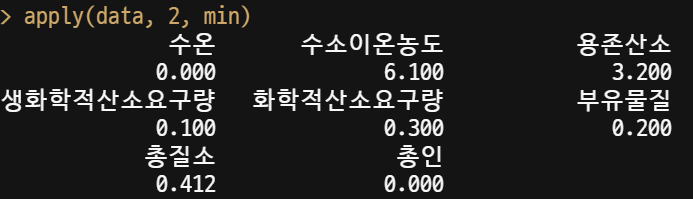 > apply(data, 2, min)
수온 수소이온농도 용존산소
0.000 6.100 3.200
생화학적산소요구량 화학적산소요구량 부유물질
0.100 0.300 0.200
총질소 총인
0.412 0.000